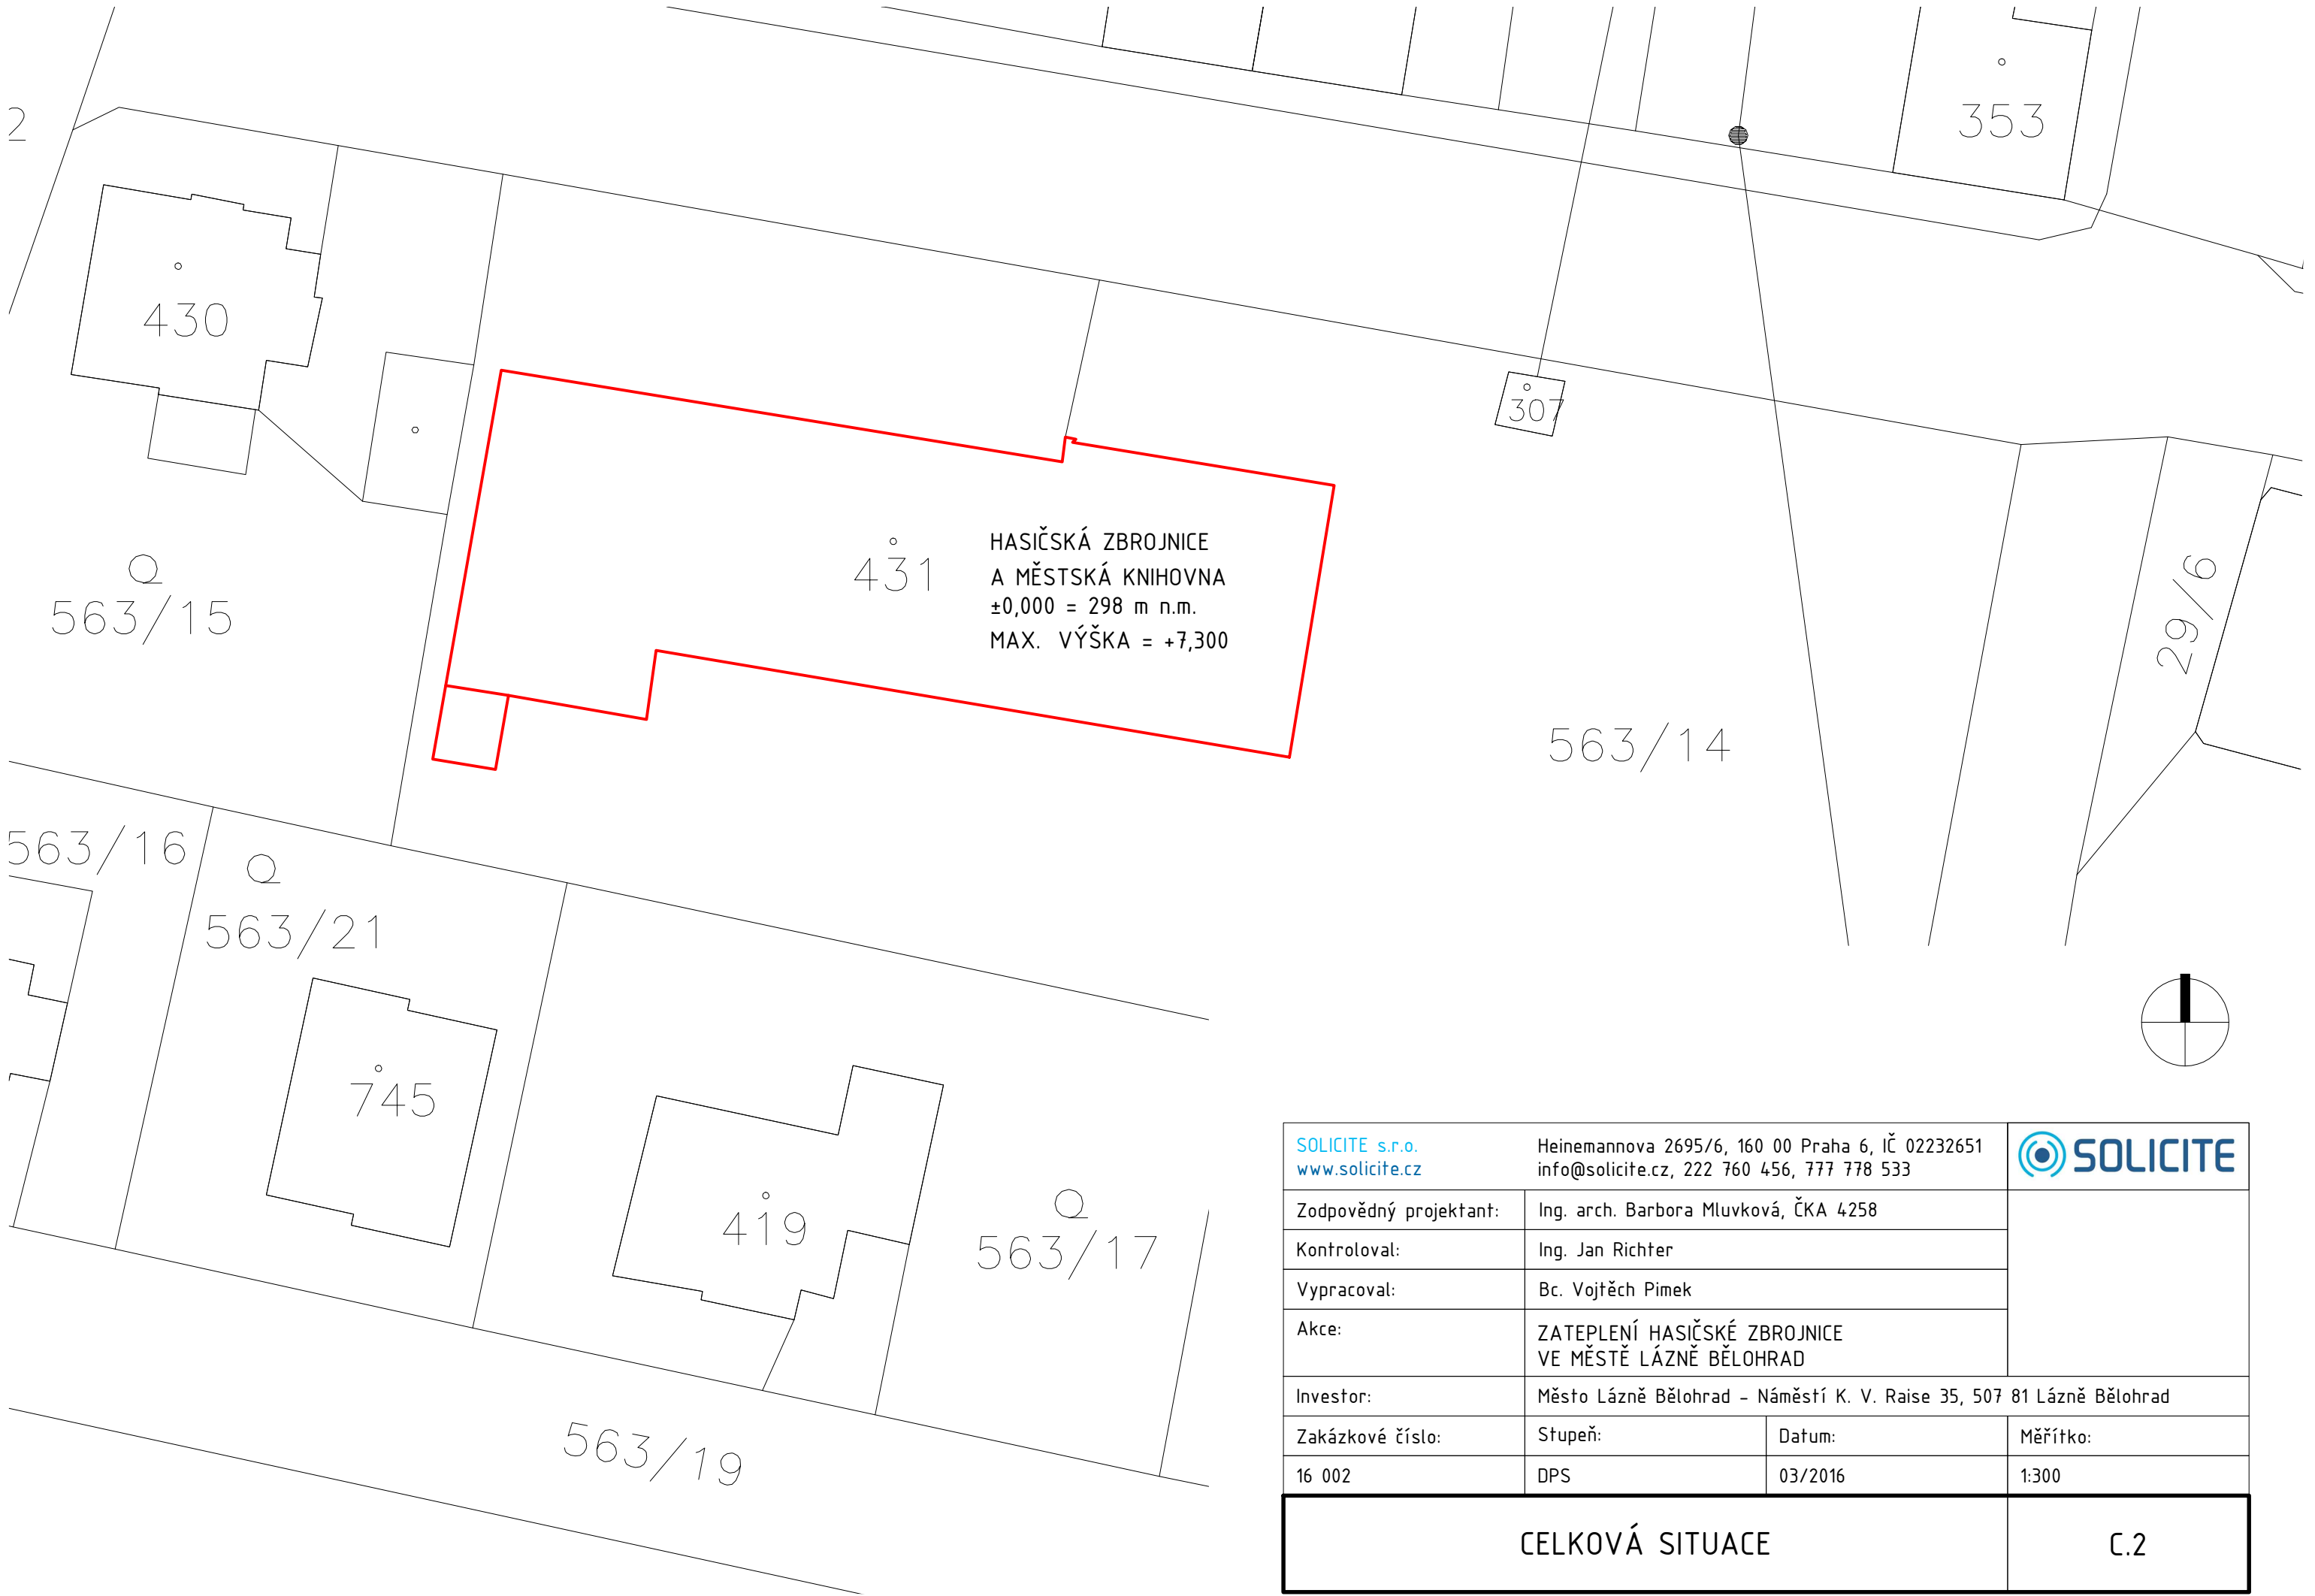 2
353
430
307
HASIČSKÁ ZBROJNICE
431
A MĚSTSKÁ KNIHOVNA
±0,000 = 298 m n.m.
MAX. VÝŠKA = +7,300
563/15
29/6
563/14
563/16
563/21
745
419
563/17
563/19
SOLICITE s.r.o.
www.solicite.cz
Heinemannova 2695/6, 160 00 Praha 6, IČ 02232651
info@solicite.cz, 222 760 456, 777 778 533
SOLICITE
Zodpovědný projektant: Ing. arch. Barbora Mluvková, ČKA 4258
Kontroloval: Ing. Jan Richter
Vypracoval: Bc. Vojtěch Pimek
Akce: ZATEPLENÍ HASIČSKÉ ZBROJNICE
VE MĚSTĚ LÁZNĚ BĚLOHRAD
Investor: Město Lázně Bělohrad - Náměstí K. V. Raise 35, 507 81 Lázně Bělohrad
Zakázkové číslo: Stupeň: Datum: Měřítko:
16 002 DPS 03/2016 1:300
CELKOVÁ SITUACE C.2